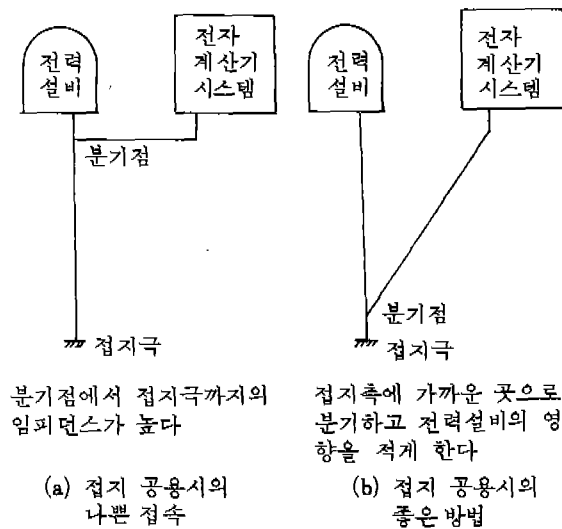 전력
설비
전자
계산기
시스템
분기점
접지극
분기점에서 접지극까지의
임피던스가 높다
(a) 접지 공용시의
나쁜 접속
전력
설비
전자
계산기
시스템
분기점
접지극
접지측에 가까운 곳으로
분기하고 전력설비의 영
향을 적게 한다
(b) 접지 공용시의
좋은 방법